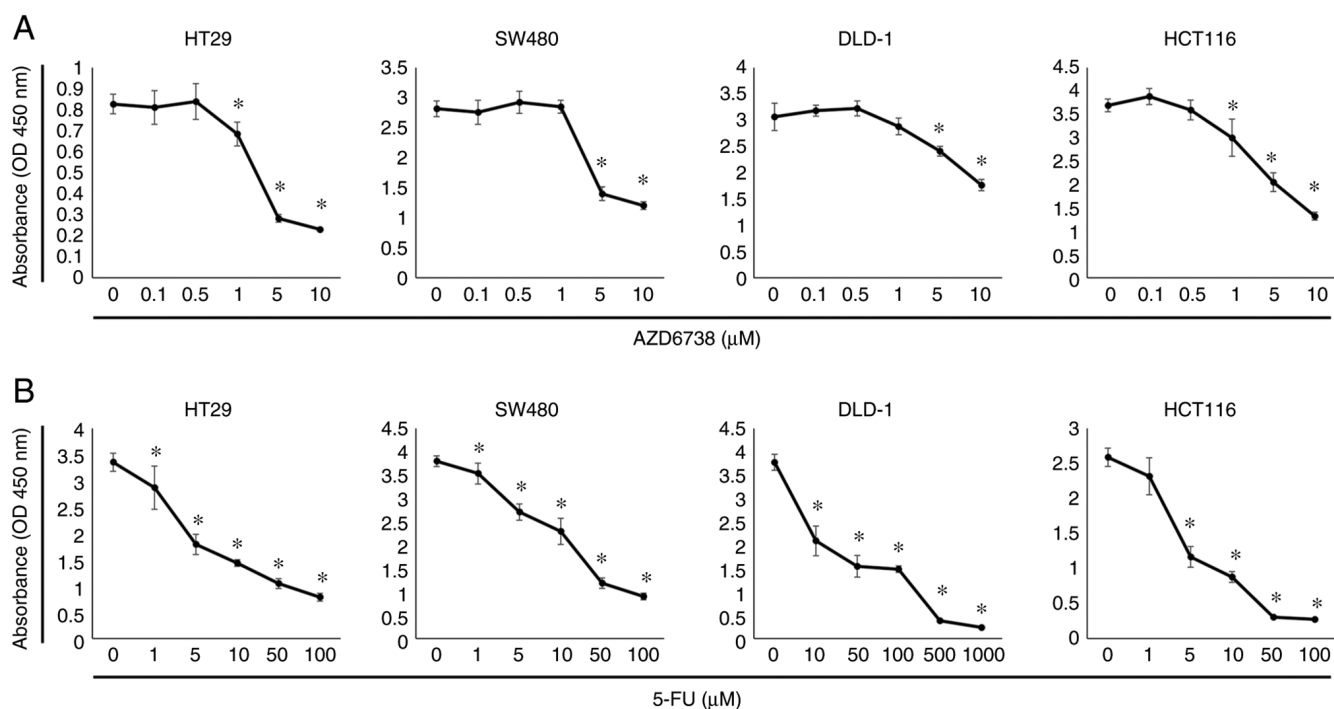 A
HT29
SW480
DLD-1
HCT116
Absorbance (OD 450 nm)
1
0.9
0.8
0.7
0.6
0.5
0.4
0.3
0.2
0.1
0
0 0.1 0.5 1 5 10
* * *
3.5
3
2.5
2
1.5
1
0.5
0
0 0.1 0.5 1 5 10
* *
4
3.5
3
2.5
2
1.5
1
0.5
0
0 0.1 0.5 1 5 10
* *
4.5
4
3.5
3
2.5
2
1.5
1
0.5
0
0 0.1 0.5 1 5 10
* * *
AZD6738 (μM)
B
HT29
SW480
DLD-1
HCT116
Absorbance (OD 450 nm)
4
3.5
3
2.5
2
1.5
1
0.5
0
0 1 5 10 50 100
* * * * *
4.5
4
3.5
3
2.5
2
1.5
1
0.5
0
0 1 5 10 50 100
* * * * *
4.5
4
3.5
3
2.5
2
1.5
1
0.5
0
0 10 50 100 500 1000
* * * * *
3
2.5
2
1.5
1
0.5
0
0 1 5 10 50 100
* * * *
5-FU (μM)